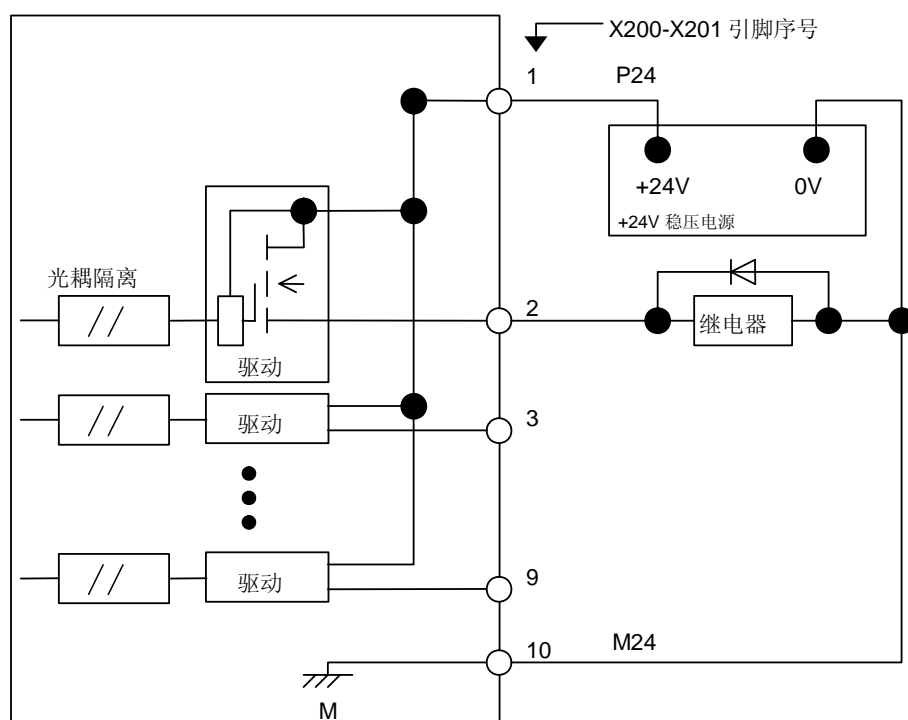 X200-X201 引脚序号
1
P24
+24V
0V
+24V 稳压电源
光耦隔离
//
驱动
2
继电器
//
驱动
3
//
驱动
9
10
M24
M